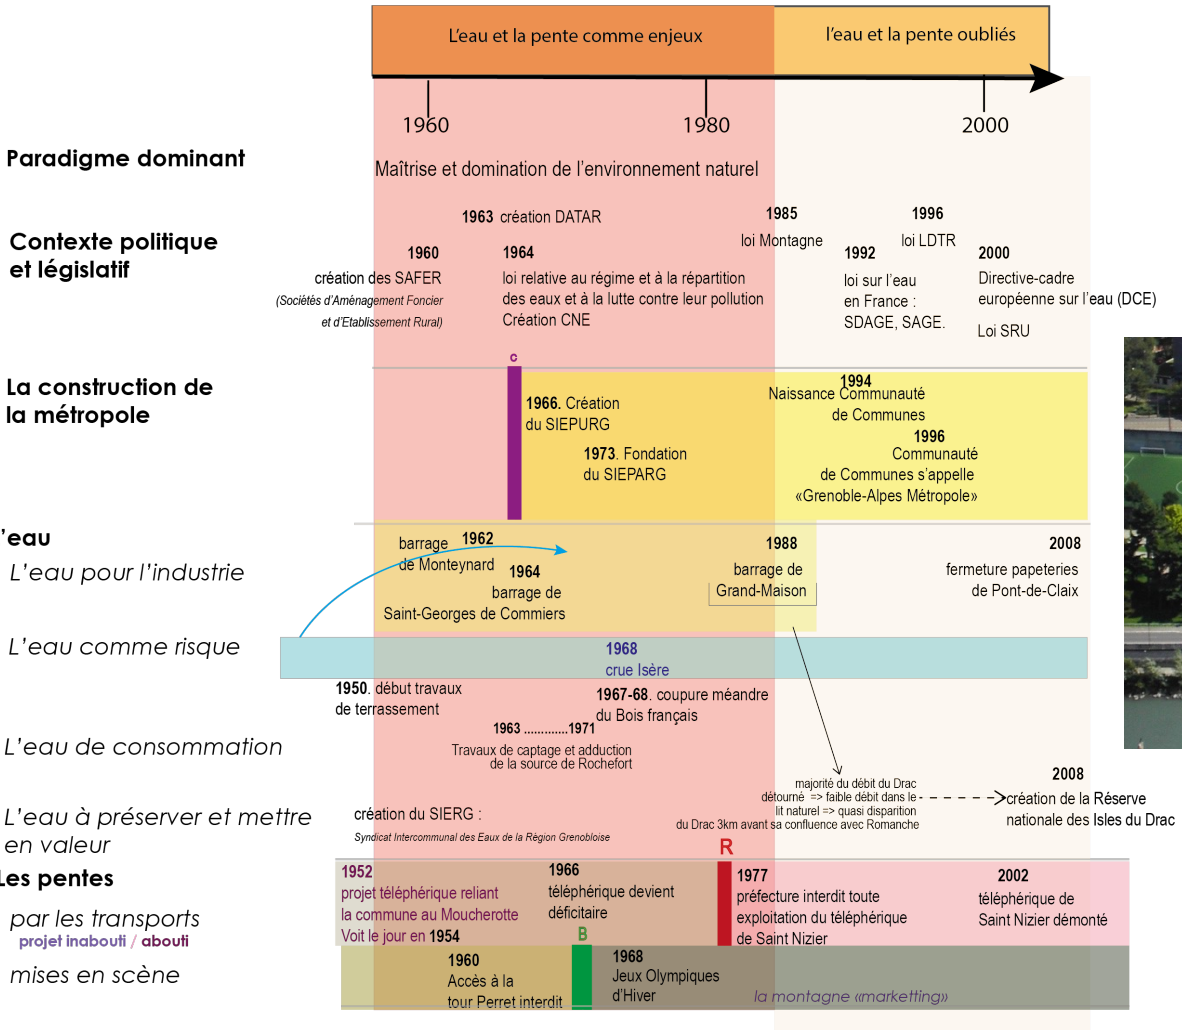 L'eau et la pente comme enjeux
l'eau et la pente oubliés
1960
1980
2000
Paradigme dominant
Maîtrise et domination de l'environnement naturel
Contexte politique
et législatif
1963 création DATAR
1960
création des SAFER
(Sociétés d'Aménagement Foncier
et d'Etablissement Rural)
1964
loi relative au régime et à la répartition
des eaux et à la lutte contre leur pollution
Création CNE
1985
loi Montagne
1992
loi sur l'eau
en France :
SDAGE, SAGE.
1996
loi LDTR
2000
Directive-cadre
européenne sur l'eau (DCE)
Loi SRU
La construction de
la métropole
c
1966. Création
du SIEPURG
1973. Fondation
du SIEPARG
1994
Naissance Communauté
de Communes
1996
Communauté
de Communes s'appelle
«Grenoble-Alpes Métropole»
'eau
L'eau pour l'industrie
barrage 1962
de Monteynard
1964
barrage de
Saint-Georges de Commiers
1988
barrage de
Grand-Maison
2008
fermeture papeteries
de Pont-de-Claix
L'eau comme risque
1968
crue Isère
1950. début travaux
de terrassement
1967-68. coupure méandre
du Bois français
L'eau de consommation
1963 .............1971
Travaux de captage et adduction
de la source de Rochefort
L'eau à préserver et mettre
en valeur
création du SIERG :
Syndicat Intercommunal des Eaux de la Région Grenobloise
majorité du débit du Drac
détourné => faible débit dans le
lit naturel => quasi disparition
du Drac 3km avant sa confluence avec Romanche
2008
création de la Réserve
nationale des Isles du Drac
Les pentes
par les transports
projet inabouti / abouti
1952
projet téléphérique reliant
la commune au Moucherotte
Voit le jour en 1954
1966
téléphérique devient
déficitaire
R
1977
préfecture interdit toute
exploitation du téléphérique
de Saint Nizier
2002
téléphérique de
Saint Nizier démonté
mises en scène
1960
Accès à la
tour Perret interdit
B
1968
Jeux Olympiques
d'Hiver
la montagne «marketting»